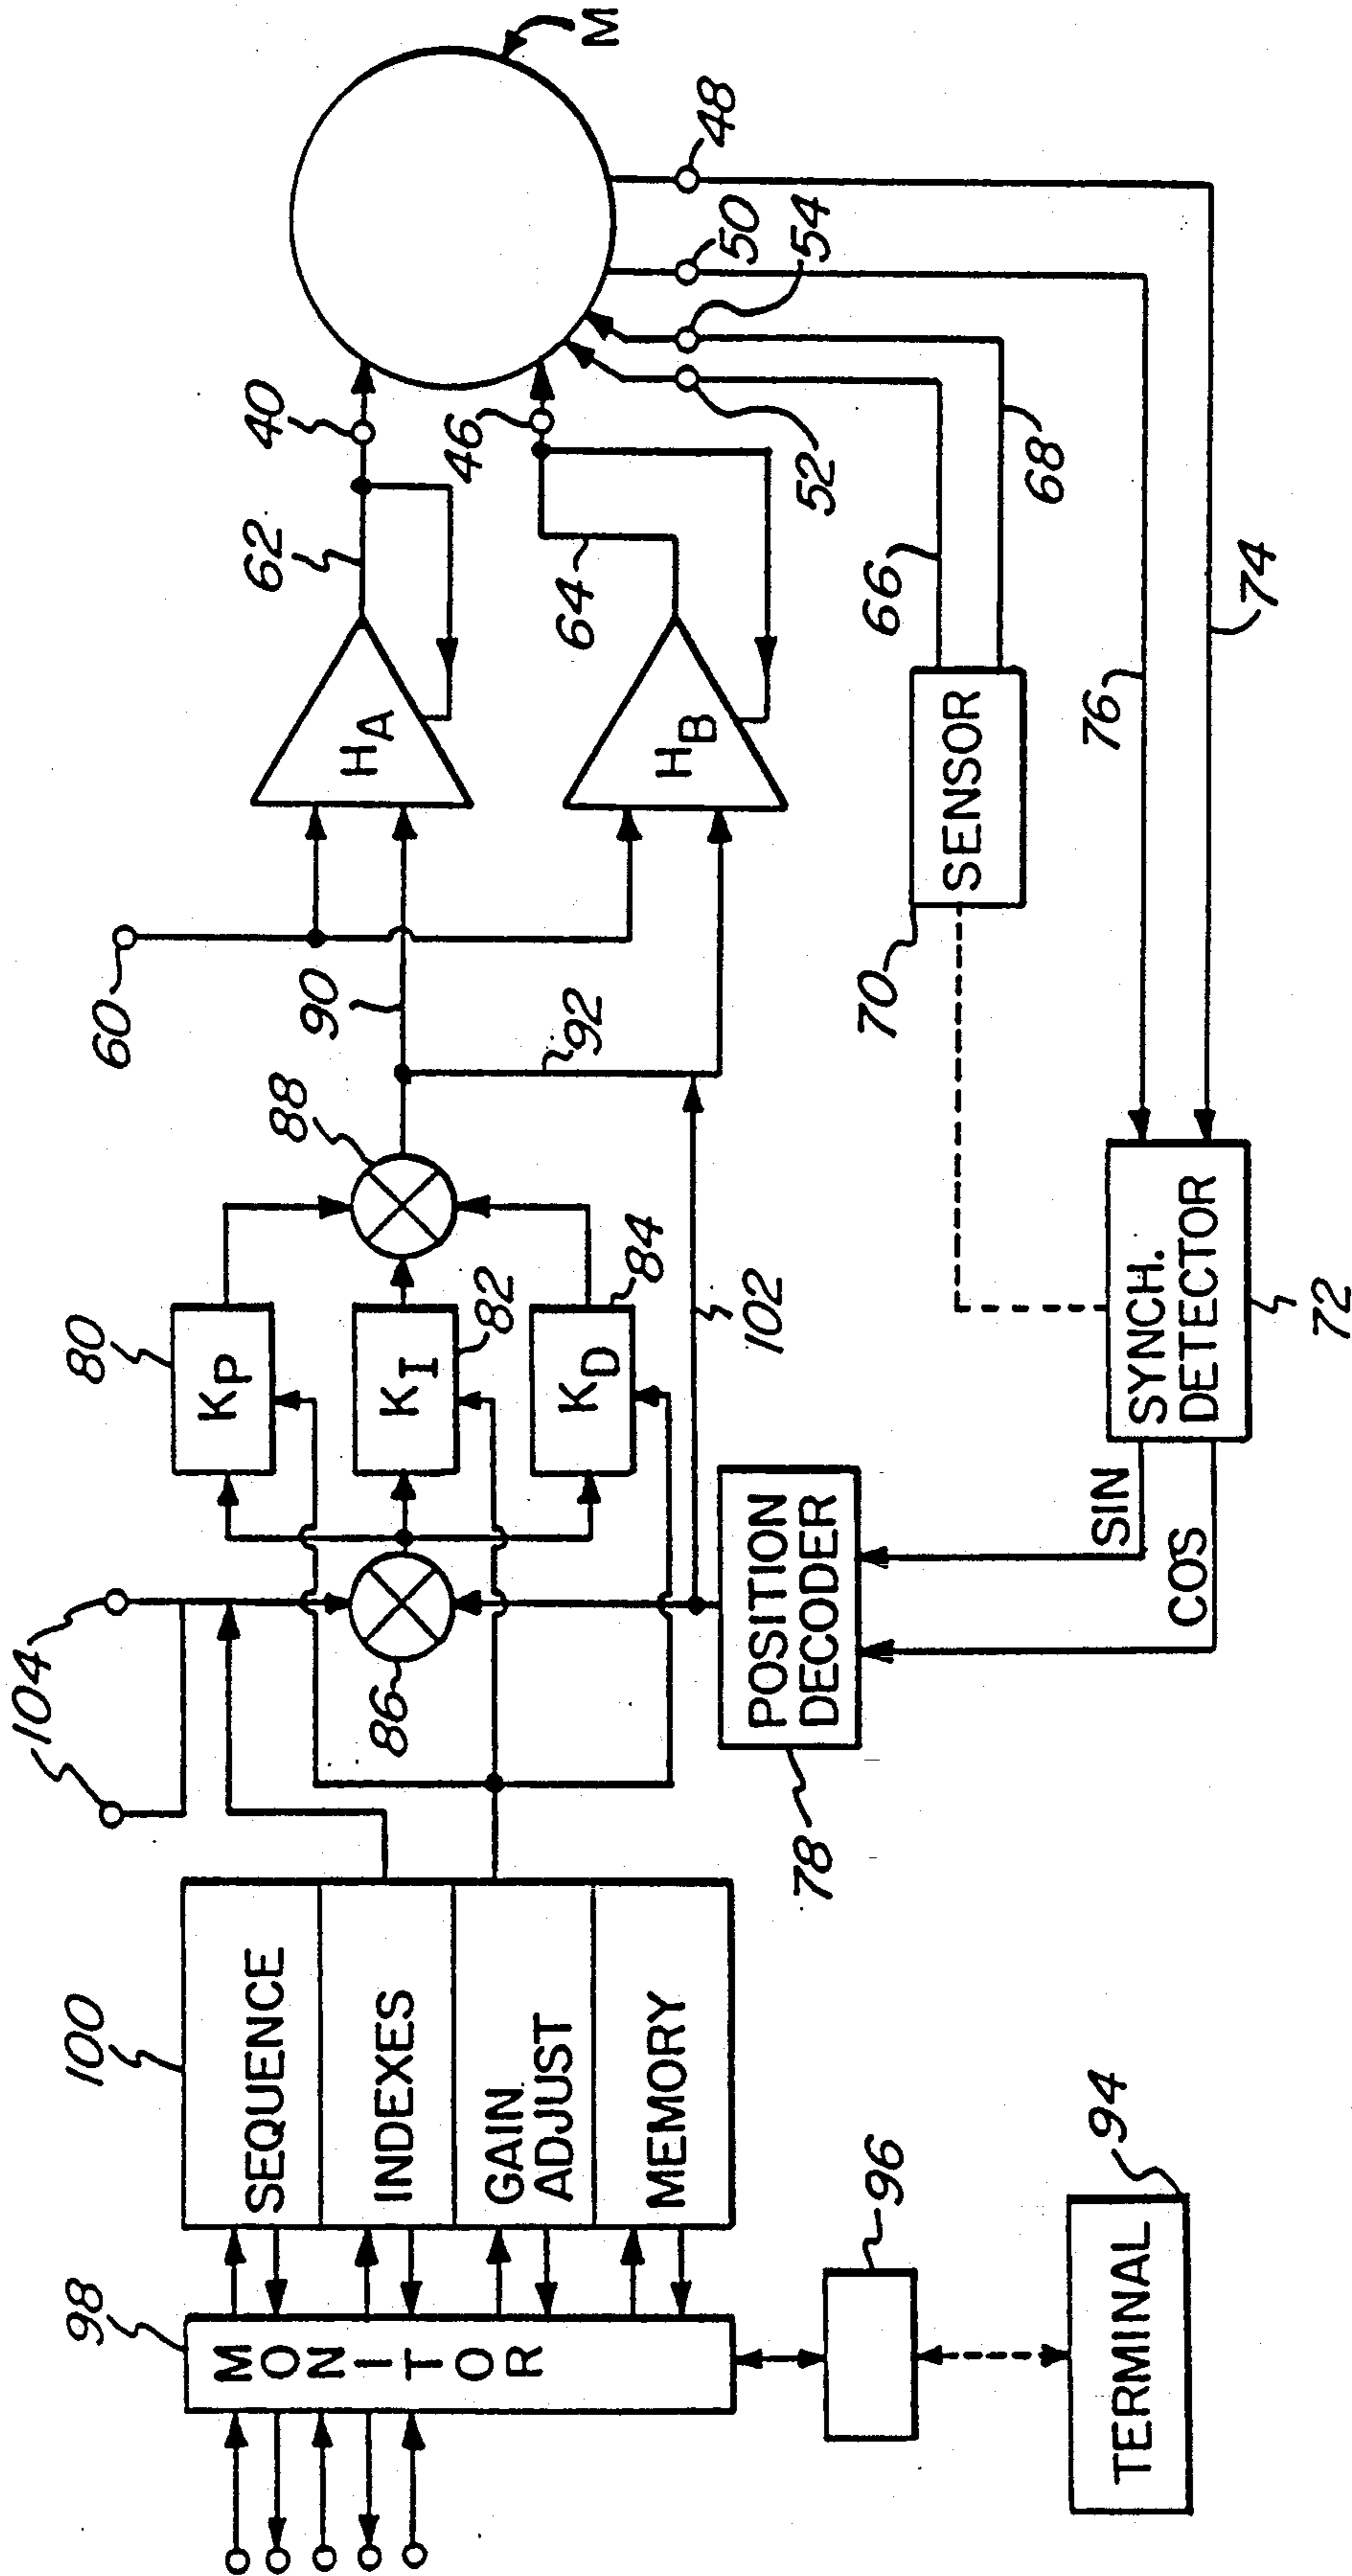 104
100
98
MONITOR
SEQUENCE
INDEXES
GAIN
ADJUST
MEMORY
96
TERMINAL
94
80
KP
82
KI
84
KD
86
88
60
90
92
102
78
POSITION
DECODER
SIN
COS
SYNCH.
DETECTOR
72
70
SENSOR
66
68
76
74
HA
HB
62
64
40
46
52
54
50
48
M